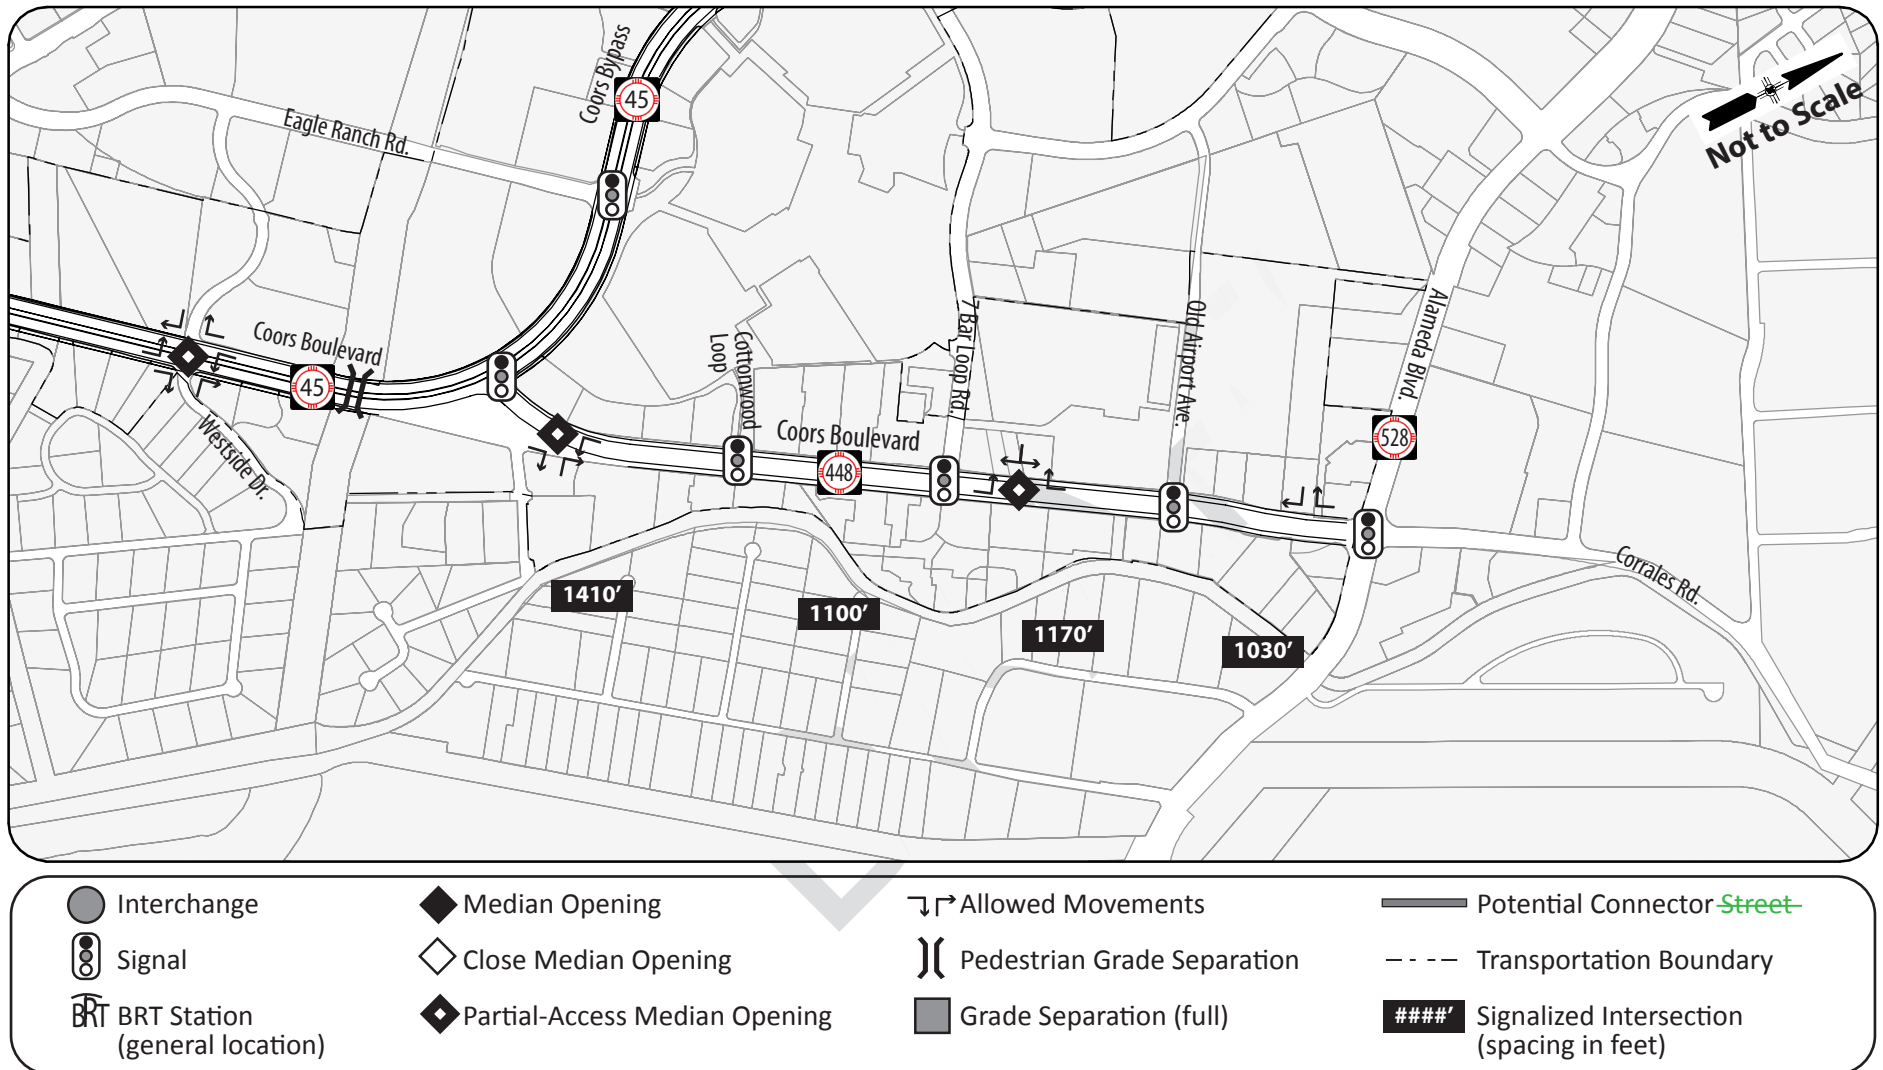 Coors Bypass
45
Eagle Ranch Rd.
Not to Scale
Coors Boulevard
45
Westside Dr.
Cottonwood
Loop
Coors Boulevard
448
7 Bar Loop Rd.
Old Airport Ave.
Alameda Blvd.
528
Corrales Rd.
1410’
1100’
1170’
1030’
Interchange
Signal
BRT BRT Station
(general location)
Median Opening
Close Median Opening
Partial-Access Median Opening
Allowed Movements
Pedestrian Grade Separation
Grade Separation (full)
Potential Connector Street
Transportation Boundary
####’ Signalized Intersection
(spacing in feet)